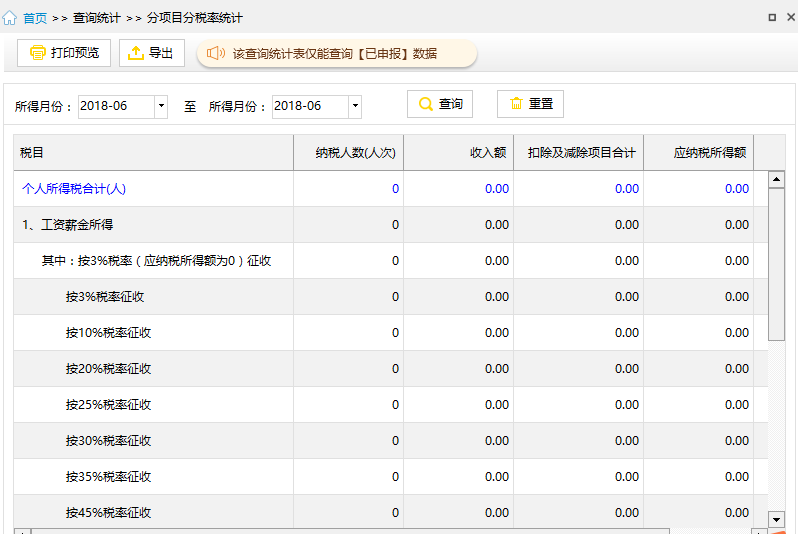 首页 >> 查询统计 >> 分项目分税率统计
打印预览 导出 该查询统计表仅能查询【已申报】数据
所得月份： 2018-06 至 所得月份： 2018-06 查询 重置
税目 纳税人数(人次) 收入额 扣除及减除项目合计 应纳税所得额
个人所得税合计(人) 0 0.00 0.00 0.00
1、工资薪金所得 0 0.00 0.00 0.00
其中：按3%税率（应纳税所得额为0）征收 0 0.00 0.00 0.00
按3%税率征收 0 0.00 0.00 0.00
按10%税率征收 0 0.00 0.00 0.00
按20%税率征收 0 0.00 0.00 0.00
按25%税率征收 0 0.00 0.00 0.00
按30%税率征收 0 0.00 0.00 0.00
按35%税率征收 0 0.00 0.00 0.00
按45%税率征收 0 0.00 0.00 0.00